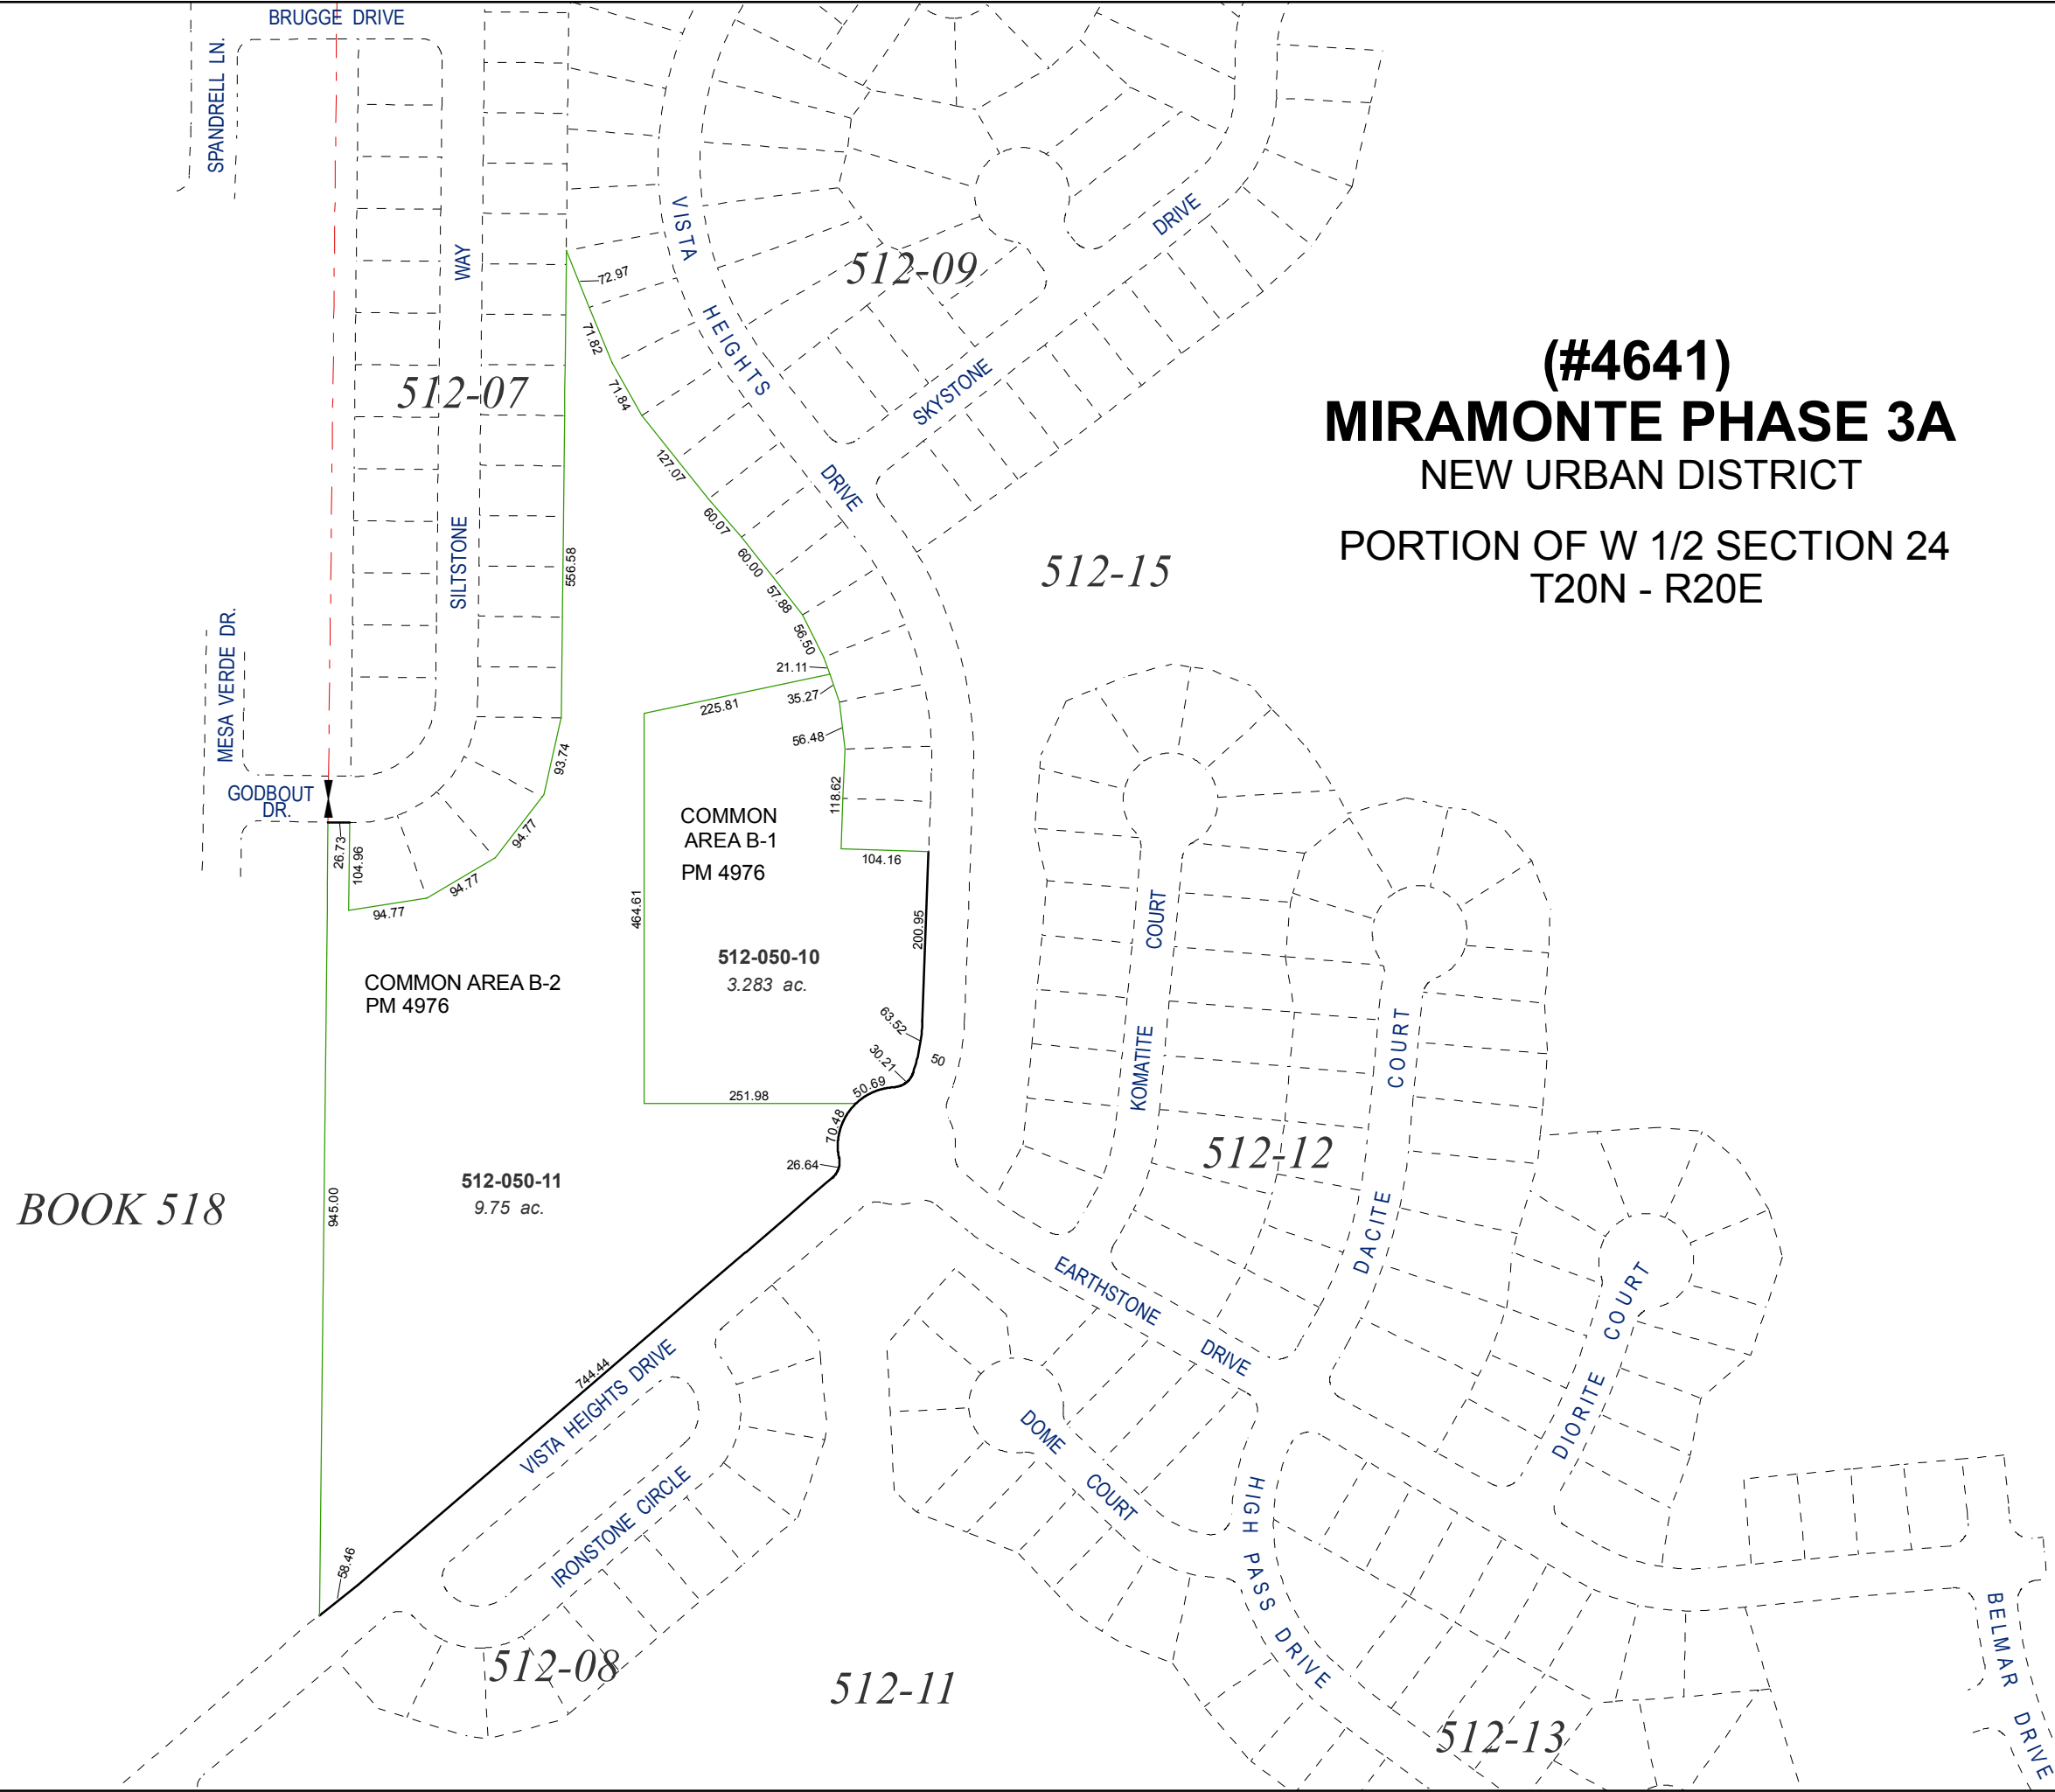 BRUGGE DRIVE
SPANDRELL LN.
VISTA
HEIGHTS
DRIVE
WAY
SILTSTONE
512-09
DRIVE
SKYSTONE
512-07
72.97
71.82
71.84
127.07
60.07
60.00
57.88
56.50
21.11
35.27
56.48
118.62
104.16
225.81
556.58
93.74
94.77
94.77
94.77
104.96
26.73
(#4641)
MIRAMONTE PHASE 3A
NEW URBAN DISTRICT
PORTION OF W 1/2 SECTION 24
T20N - R20E
512-15
MESA VERDE DR.
GODBOUT
DR.
COMMON
AREA B-1
PM 4976
464.61
200.95
512-050-10
3.283 ac.
COMMON AREA B-2
PM 4976
63.52
30.21
50
50.69
251.98
70.48
26.64
512-050-11
9.75 ac.
BOOK 518
945.00
744.44
58.46
VISTA HEIGHTS DRIVE
IRONSTONE CIRCLE
COURT
KOMATITE
COURT
DACITE
512-12
EARTHSTONE
DRIVE
COURT
DIORITE
DOME
COURT
HIGH PASS DRIVE
BELMAR DRIVE
512-08
512-11
512-13